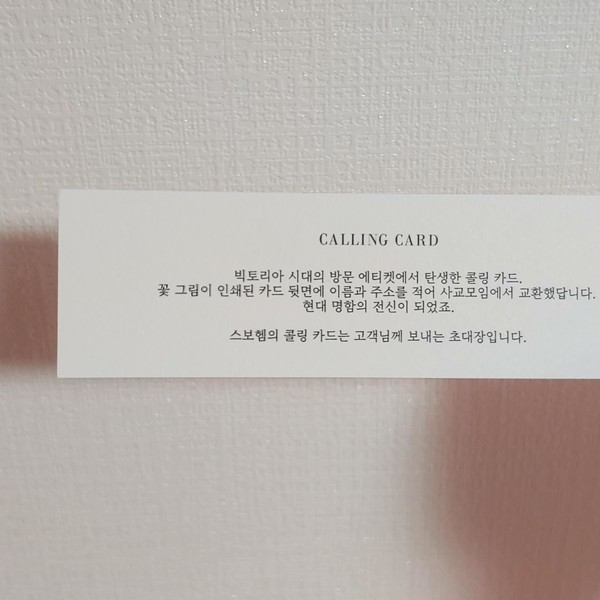 CALLING CARD
빅토리아 시대의 방문 에티켓에서 탄생한 콜링 카드.
꽃 그림이 인쇄된 카드 뒷면에 이름과 주소를 적어 사교모임에서 교환했답니다.
현대 명함의 전신이 되었죠.
스보헴의 콜링 카드는 고객님께 보내는 초대장입니다.